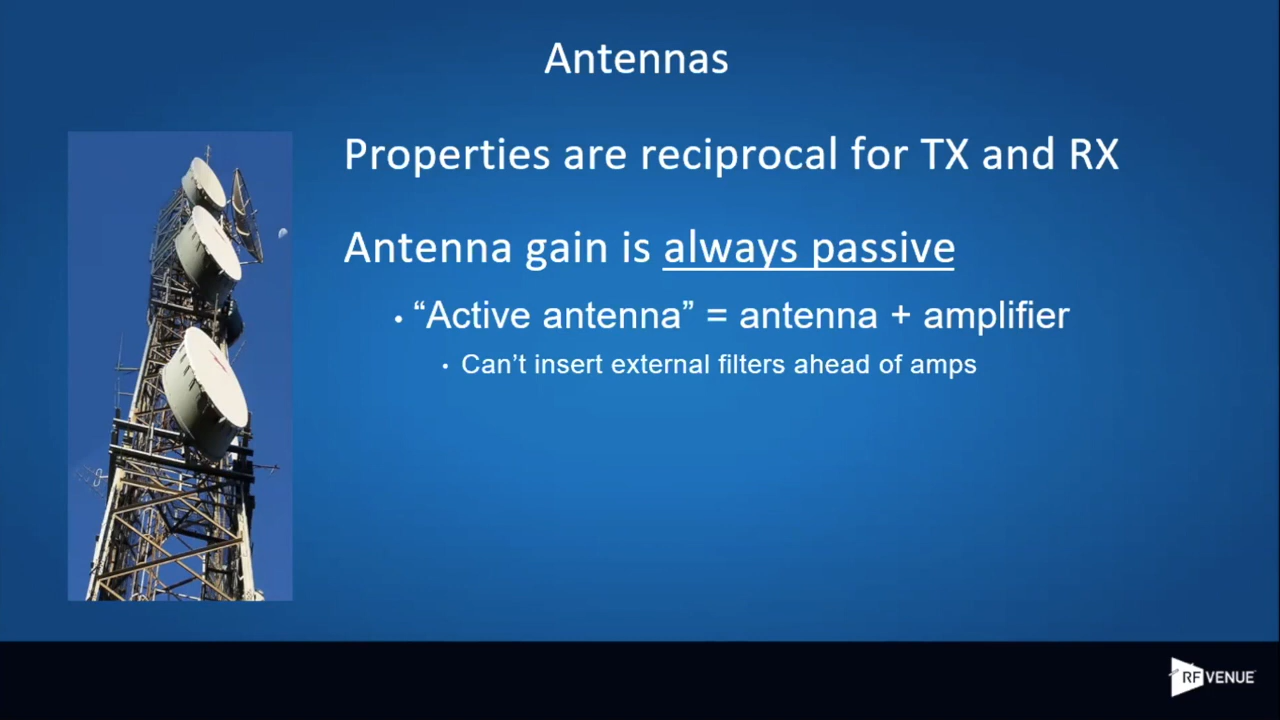 Antennas
Properties are reciprocal for TX and RX
Antenna gain is always passive
• “Active antenna” = antenna + amplifier
• Can’t insert external filters ahead of amps
RF VENUE